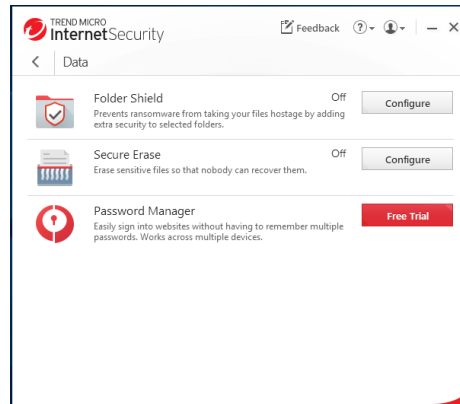 TREND MICRO
InternetSecurity
Feedback
?
Data
Folder Shield
Off
Configure
Prevents ransomware from taking your files hostage by adding
extra security to selected folders.
Secure Erase
Off
Configure
Erase sensitive files so that nobody can recover them.
Password Manager
Free Trial
Easily sign into websites without having to remember multiple
passwords. Works across multiple devices.